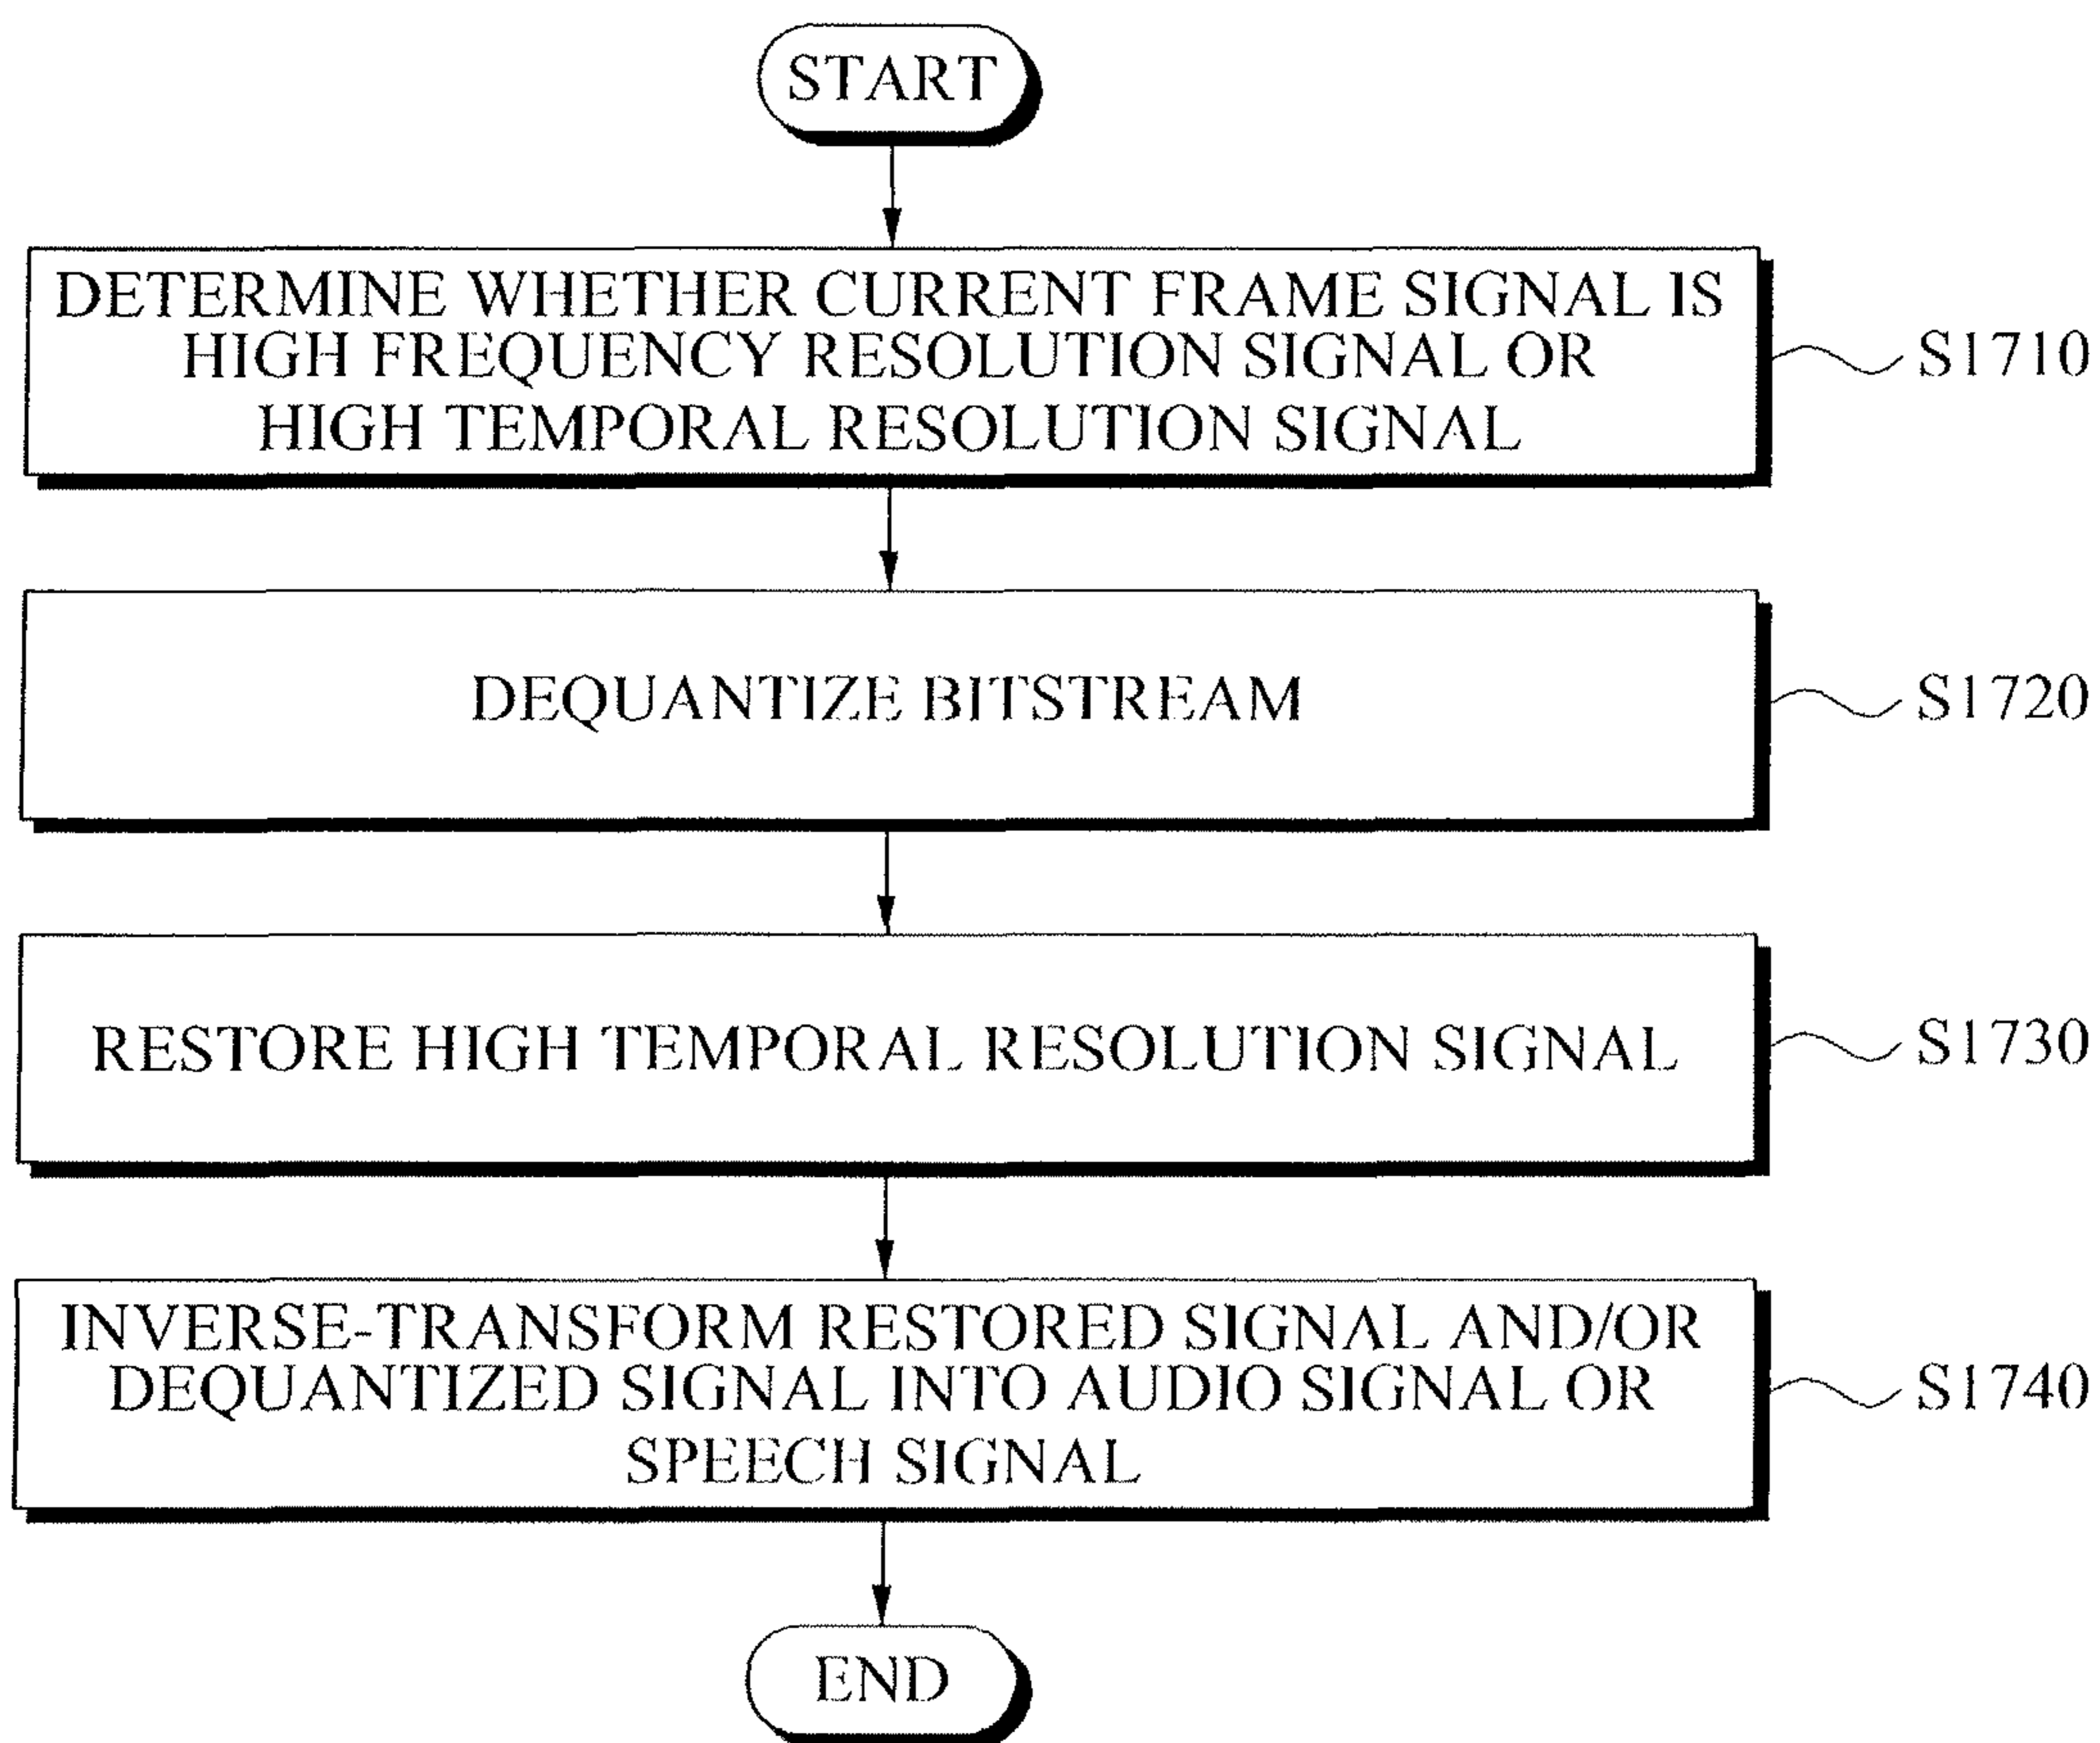 START
DETERMINE WHETHER CURRENT FRAME SIGNAL IS
HIGH FREQUENCY RESOLUTION SIGNAL OR
HIGH TEMPORAL RESOLUTION SIGNAL
S1710
DEQUANTIZE BITSTREAM
S1720
RESTORE HIGH TEMPORAL RESOLUTION SIGNAL
S1730
INVERSE-TRANSFORM RESTORED SIGNAL AND/OR
DEQUANTIZED SIGNAL INTO AUDIO SIGNAL OR
SPEECH SIGNAL
S1740
END